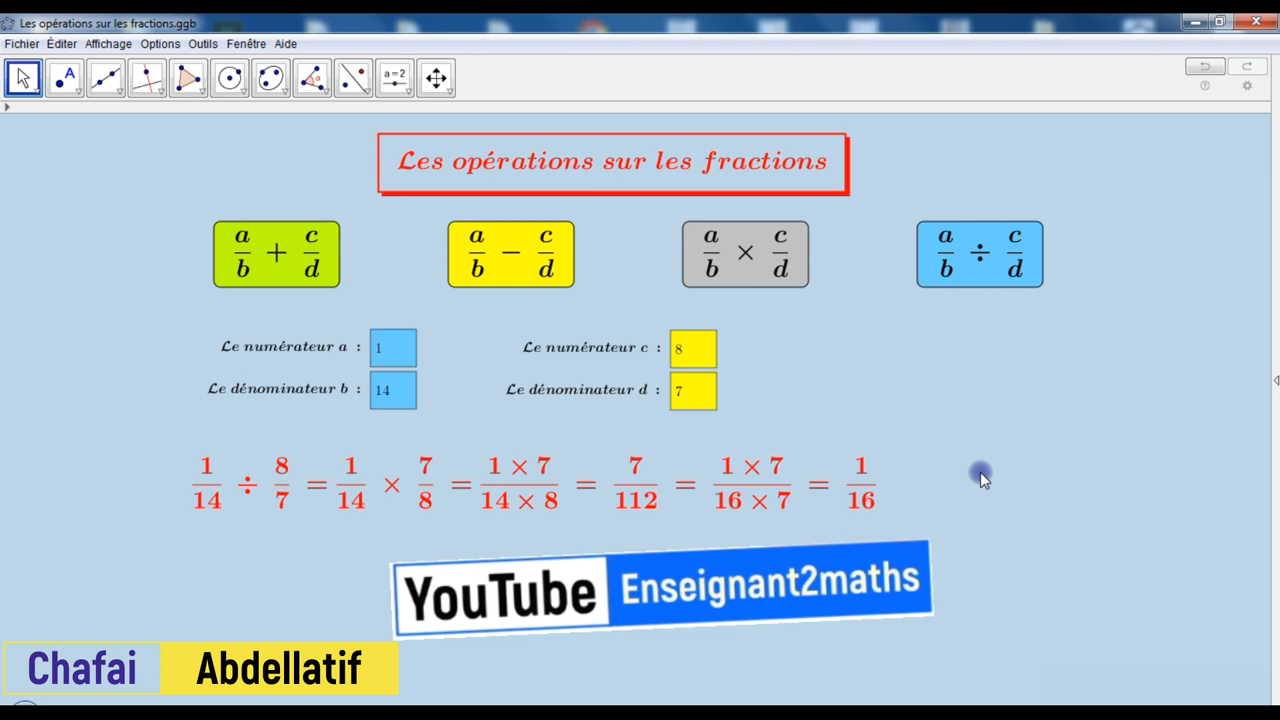 Les opérations sur les fractions.ggb
Fichier Éditer Affichage Options Outils Fenêtre Aide
A α a = 2
Les opérations sur les fractions
a/b + c/d a/b − c/d a/b × c/d a/b ÷ c/d
Le numérateur a : 1 Le numérateur c : 8
Le dénominateur b : 14 Le dénominateur d : 7
1/14 ÷ 8/7 = 1/14 × 7/8 = (1 × 7)/(14 × 8) = 7/112 = (1 × 7)/(16 × 7) = 1/16
YouTube Enseignant2maths
Chafai Abdellatif